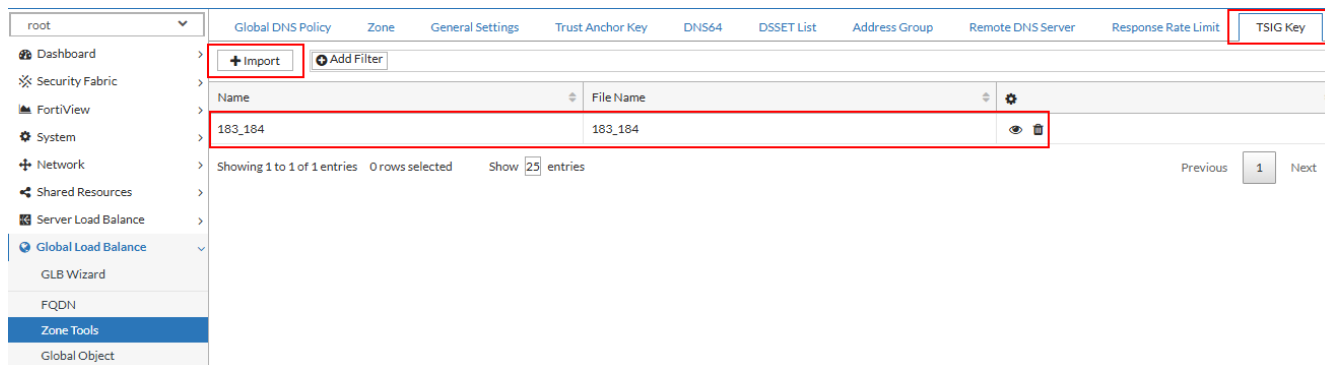 root
Global DNS Policy Zone General Settings Trust Anchor Key DNS64 DSSET List Address Group Remote DNS Server Response Rate Limit TSIG Key
Dashboard
Import Add Filter
Security Fabric
Name File Name
FortiView
183_184 183_184
System
Network
Showing 1 to 1 of 1 entries 0 rows selected Show 25 entries Previous 1 Next
Shared Resources
Server Load Balance
Global Load Balance
GLB Wizard
FQDN
Zone Tools
Global Object